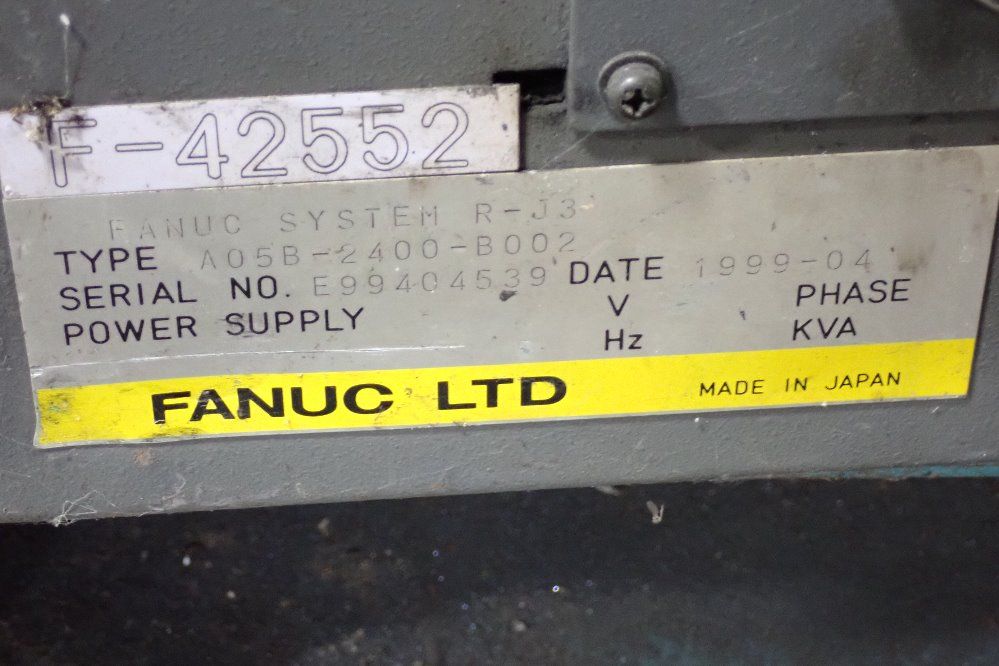 F-42552
FANUC SYSTEM R-J3
TYPE A05B-2400-B002
SERIAL NO. E99404539 DATE 1999-04
POWER SUPPLY V PHASE
Hz KVA
FANUC LTD MADE IN JAPAN